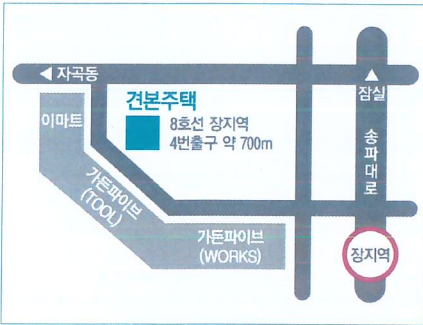 ◀ 자곡동
▲
잠실
견본주택
8호선 장지역
4번출구 약 700m
이마트
송파대로
가든파이브
(TOOL)
가든파이브
(WORKS)
장지역